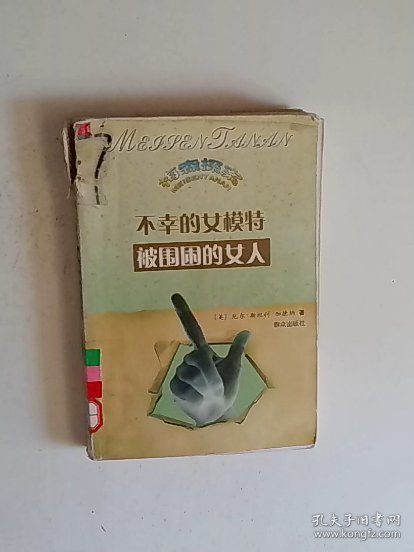 MEISENTANAN
梅森探案
MEISENTANAN
7
不幸的女模特
被围困的女人
[美] 厄尔·斯坦利·加德纳 著
群众出版社
孔夫子旧书网
www.kongfz.com